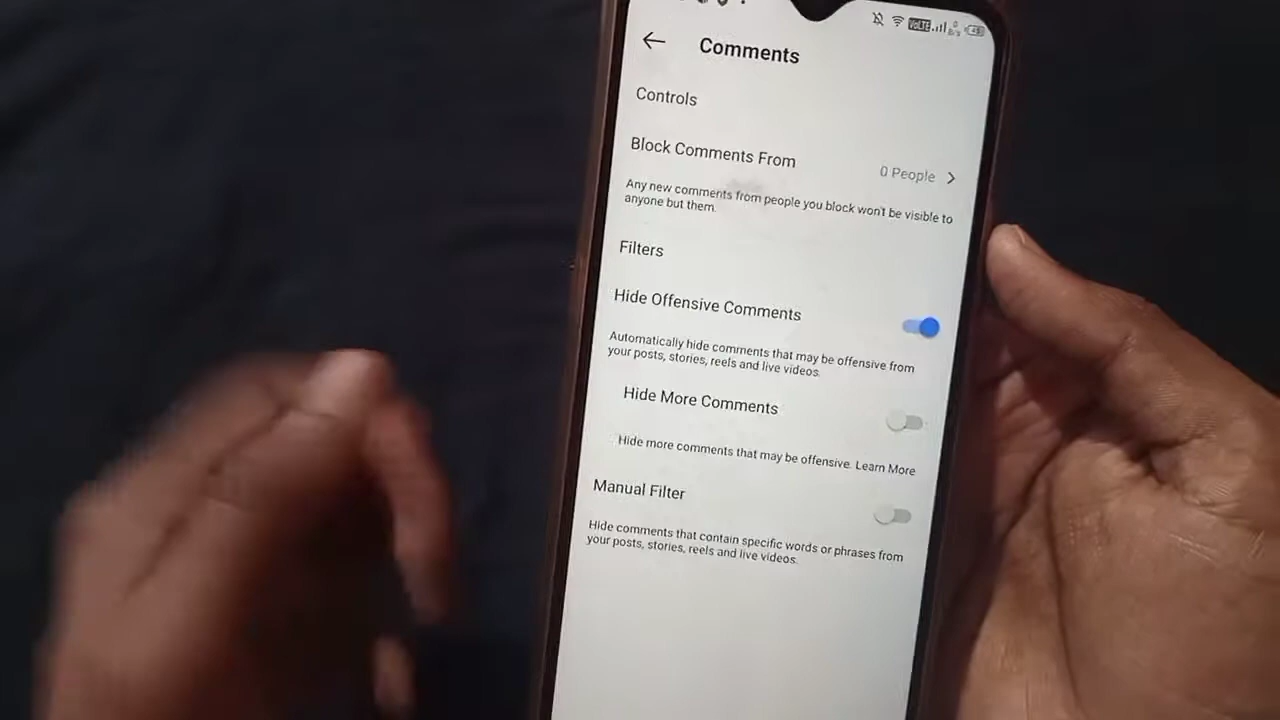 VoLTE
Comments
Controls
Block Comments From
0 People
Any new comments from people you block won't be visible to
anyone but them.
Filters
Hide Offensive Comments
Automatically hide comments that may be offensive from
your posts, stories, reels and live videos.
Hide More Comments
Hide more comments that may be offensive. Learn More
Manual Filter
Hide comments that contain specific words or phrases from
your posts, stories, reels and live videos.